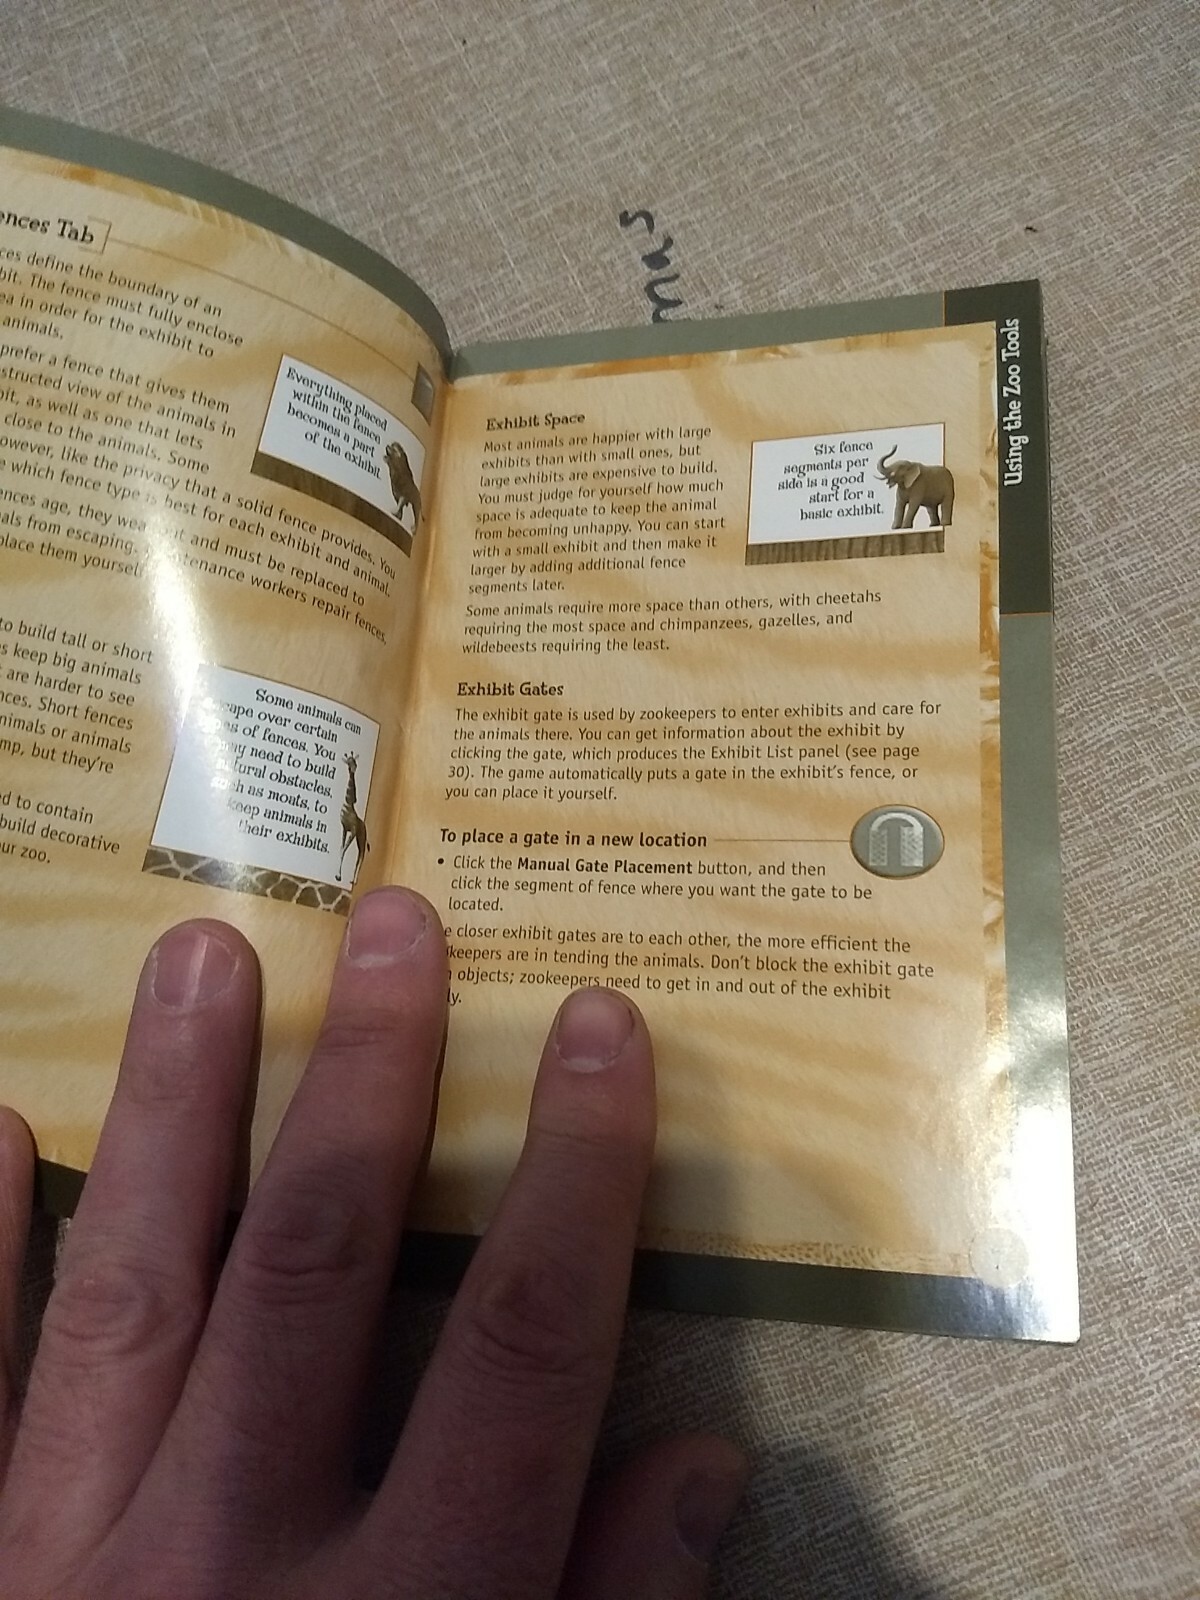 ences Tab
ces define the boundary of an
bit. The fence must fully enclose
ea in order for the exhibit to
animals.
prefer a fence that gives them
structed view of the animals in
bit, as well as one that lets
close to the animals. Some
owever, like the privacy that a solid fence provides. You
e which fence type is best for each exhibit and animal.
ences age, they wea ut and must be replaced to
als from escaping. tenance workers repair fences,
place them yourself
Everything placed
within the fence
becomes a part
of the exhibit.
to build tall or short
s keep big animals
are harder to see
nces. Short fences
nimals or animals
mp, but they're
ed to contain
build decorative
ur zoo.
Some animals can
cape over certain
es of fences. You
may need to build
tural obstacles,
ch as moats, to
keep animals in
their exhibits.
Using the Zoo Tools
Exhibit Space
Most animals are happier with large
exhibits than with small ones, but
large exhibits are expensive to build.
You must judge for yourself how much
space is adequate to keep the animal
from becoming unhappy. You can start
with a small exhibit and then make it
larger by adding additional fence
segments later.
Six fence
segments per
side is a good
start for a
basic exhibit.
Some animals require more space than others, with cheetahs
requiring the most space and chimpanzees, gazelles, and
wildebeests requiring the least.
Exhibit Gates
The exhibit gate is used by zookeepers to enter exhibits and care for
the animals there. You can get information about the exhibit by
clicking the gate, which produces the Exhibit List panel (see page
30). The game automatically puts a gate in the exhibit's fence, or
you can place it yourself.
To place a gate in a new location
• Click the Manual Gate Placement button, and then
click the segment of fence where you want the gate to be
located.
e closer exhibit gates are to each other, the more efficient the
keepers are in tending the animals. Don't block the exhibit gate
objects; zookeepers need to get in and out of the exhibit
ly.